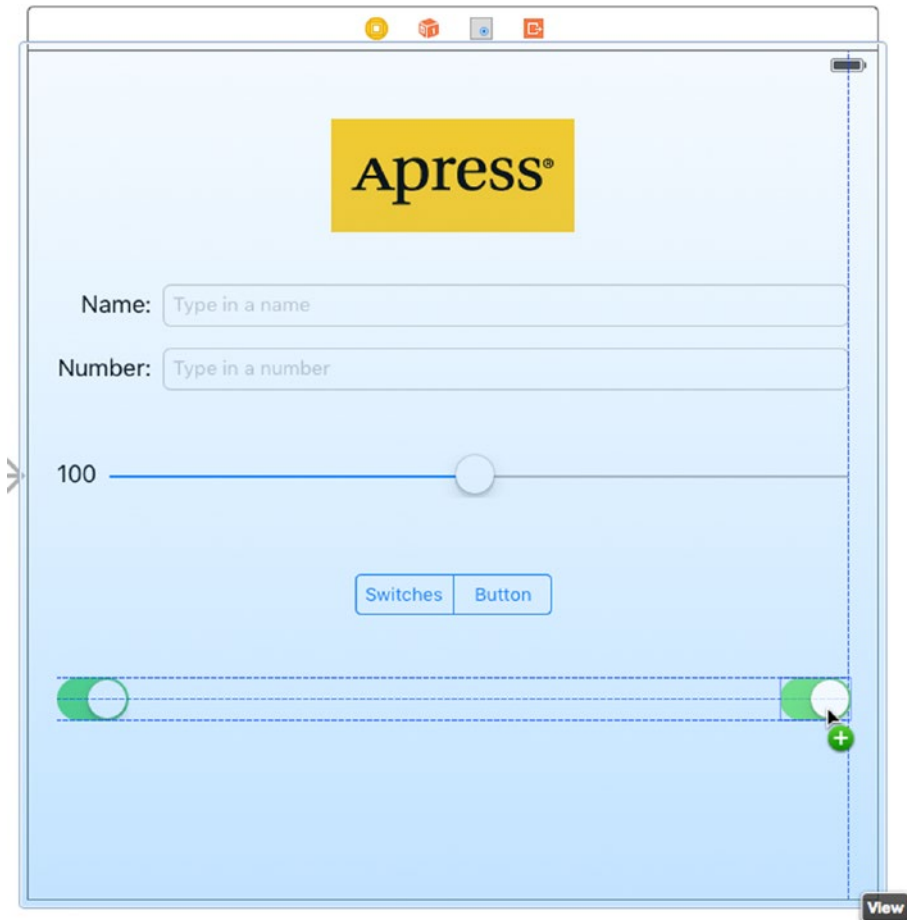 Apress®
Name: Type in a name
Number: Type in a number
100
Switches Button
View